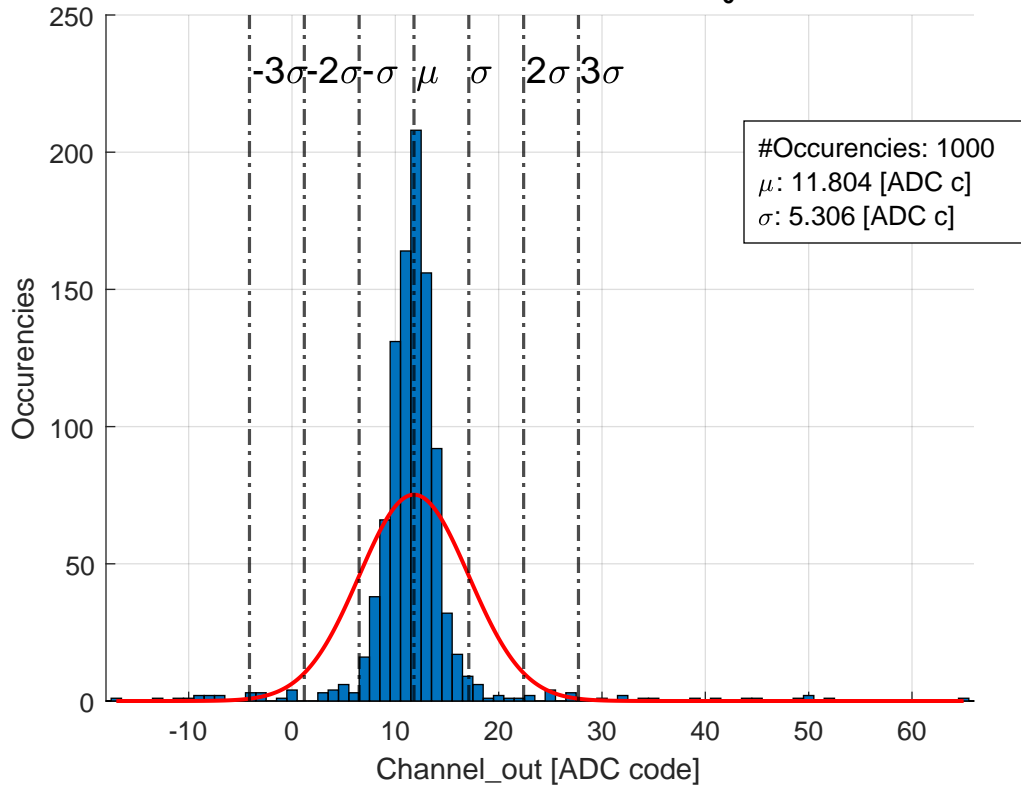 250
200
150
100
50
0
Occurencies
-3σ -2σ -σ μ σ 2σ 3σ
#Occurencies: 1000
μ: 11.804 [ADC c]
σ: 5.306 [ADC c]
-10 0 10 20 30 40 50 60
Channel_out [ADC code]